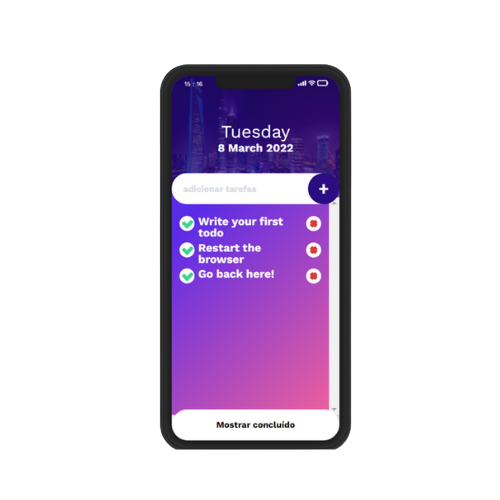 15 : 16
Tuesday
8 March 2022
adicionar tarefas
+
Write your first
todo
Restart the
browser
Go back here!
Mostrar concluído